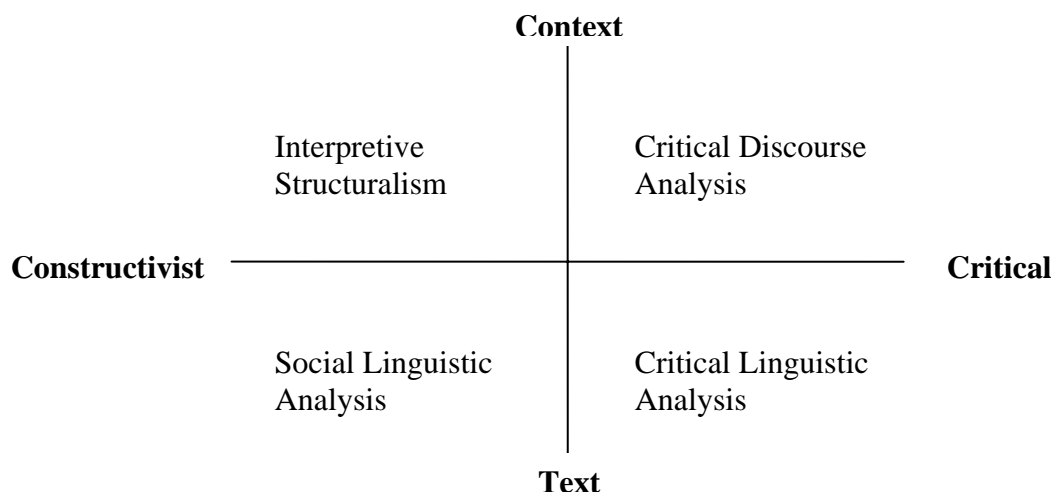 Context
Interpretive
Structuralism
Critical Discourse
Analysis
Constructivist
Critical
Social Linguistic
Analysis
Critical Linguistic
Analysis
Text